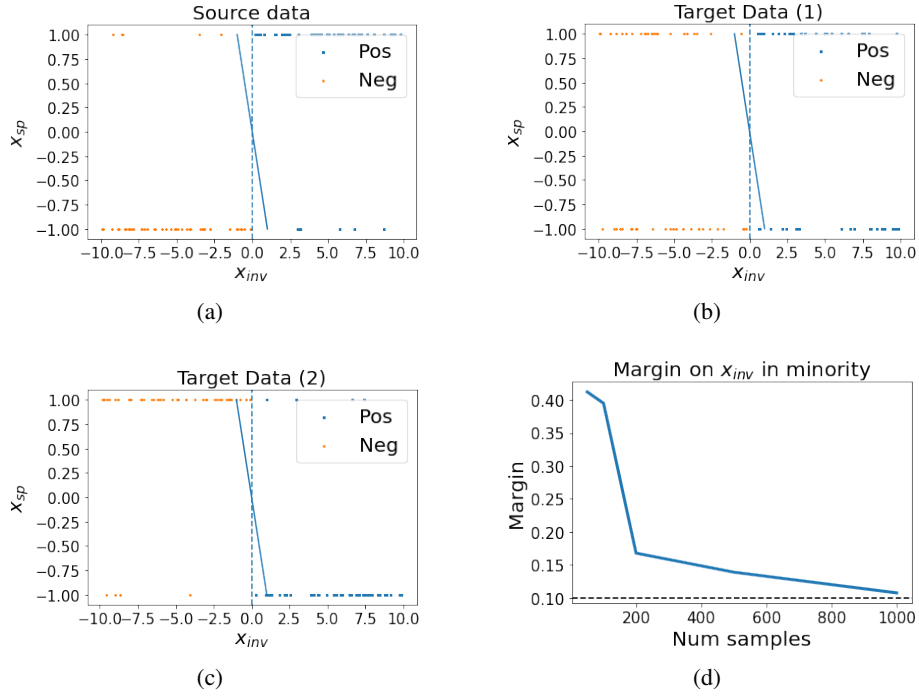 Source data
1.00
0.75
0.50
0.25
0.00
−0.25
−0.50
−0.75
−1.00
x_sp
Pos
Neg
−10.0 −7.5 −5.0 −2.5 0.0 2.5 5.0 7.5 10.0
x_inv
(a)
Target Data (1)
1.00
0.75
0.50
0.25
0.00
−0.25
−0.50
−0.75
−1.00
x_sp
Pos
Neg
−10.0 −7.5 −5.0 −2.5 0.0 2.5 5.0 7.5 10.0
x_inv
(b)
Target Data (2)
1.00
0.75
0.50
0.25
0.00
−0.25
−0.50
−0.75
−1.00
x_sp
Pos
Neg
−10.0 −7.5 −5.0 −2.5 0.0 2.5 5.0 7.5 10.0
x_inv
(c)
Margin on x_inv in minority
0.40
0.35
0.30
0.25
0.20
0.15
0.10
Margin
200 400 600 800 1000
Num samples
(d)